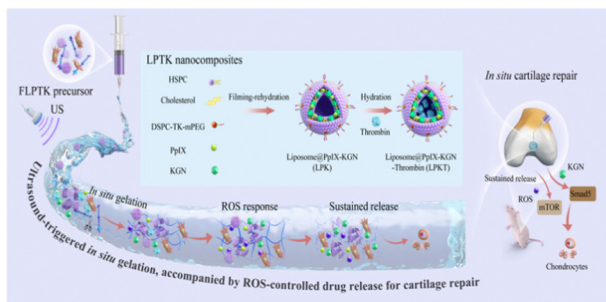 FLPTK precursor
US
LPTK nanocomposites
HSPC
Cholesterol
DSPC-TK-mPEG
PpIX
KGN
Filming-rehydration
Hydration
Thrombin
Liposome@PpIX-KGN
(LPK)
Liposome@PpIX-KGN
-Thrombin (LPKT)
In situ cartilage repair
KGN
Sustained release
ROS
mTOR
Smad5
Chondrocytes
In situ gelation
ROS response
Sustained release
Ultrasound-triggered in situ gelation, accompanied by ROS-controlled drug release for cartilage repair